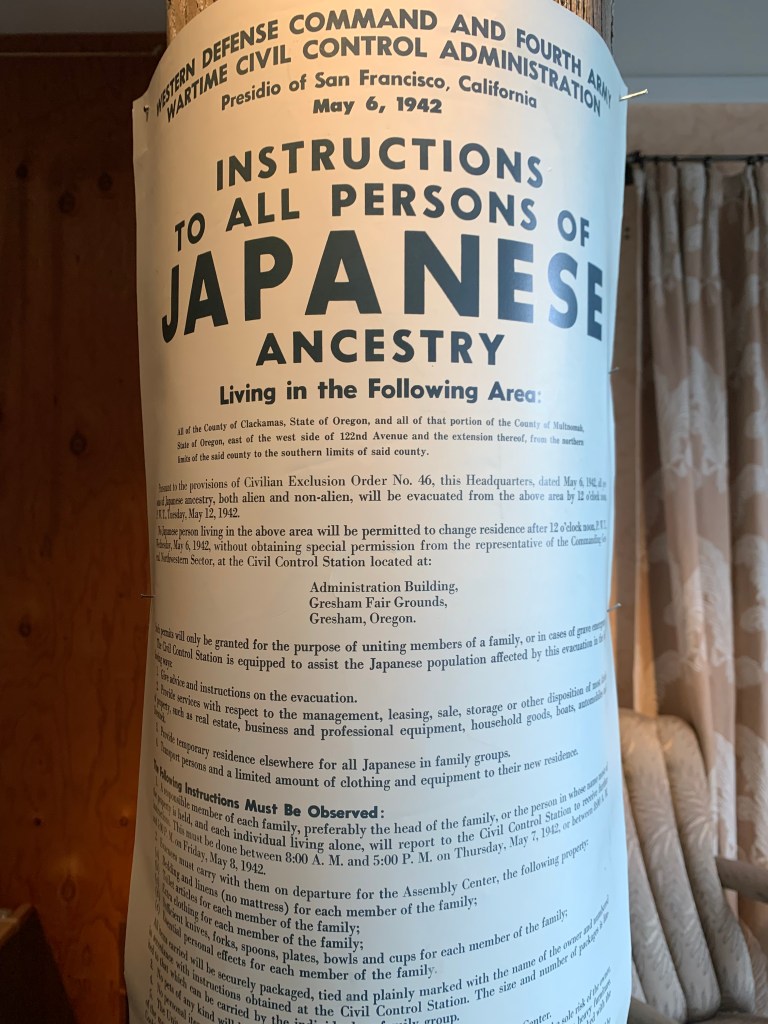 WESTERN DEFENSE COMMAND AND FOURTH ARMY
WARTIME CIVIL CONTROL ADMINISTRATION
Presidio of San Francisco, California
May 6, 1942
INSTRUCTIONS
TO ALL PERSONS OF
JAPANESE
ANCESTRY
Living in the Following Area:
All of the County of Clackamas, State of Oregon, and all of that portion of the County of Multnomah,
State of Oregon, east of the west side of 122nd Avenue and the extension thereof, from the northern
limits of the said county to the southern limits of said county.
to the provisions of Civilian Exclusion Order No. 46, this Headquarters, dated May 6, 1942, all
of Japanese ancestry, both alien and non-alien, will be evacuated from the above area by 12 o'clock noon,
P.W.T., Tuesday, May 12, 1942.
No Japanese person living in the above area will be permitted to change residence after 12 o'clock noon, P.W.T.,
Wednesday, May 6, 1942, without obtaining special permission from the representative of the Commanding
Northwestern Sector, at the Civil Control Station located at:
Administration Building,
Gresham Fair Grounds,
Gresham, Oregon.
permits will only be granted for the purpose of uniting members of a family, or in cases of grave
The Civil Control Station is equipped to assist the Japanese population affected by this evacuation in the
Give advice and instructions on the evacuation.
Provide services with respect to the management, leasing, sale, storage or other disposition of most
property, such as real estate, business and professional equipment, household goods, boats, automobiles
Provide temporary residence elsewhere for all Japanese in family groups.
Transport persons and a limited amount of clothing and equipment to their new residence.
The Following Instructions Must Be Observed:
responsible member of each family, preferably the head of the family, or the person in whose name
property is held, and each individual living alone, will report to the Civil Control Station to receive
This must be done between 8:00 A. M. and 5:00 P. M. on Thursday, May 7, 1942, or between
on Friday, May 8, 1942.
must carry with them on departure for the Assembly Center, the following property:
Bedding and linens (no mattress) for each member of the family;
Toilet articles for each member of the family;
Extra clothing for each member of the family;
knives, forks, spoons, plates, bowls and cups for each member of the family;
personal effects for each member of the family.
carried will be securely packaged, tied and plainly marked with the name of the owner and
with instructions obtained at the Civil Control Station. The size and number of packages is
that which can be carried by the individual family group.
of any kind will
Center.